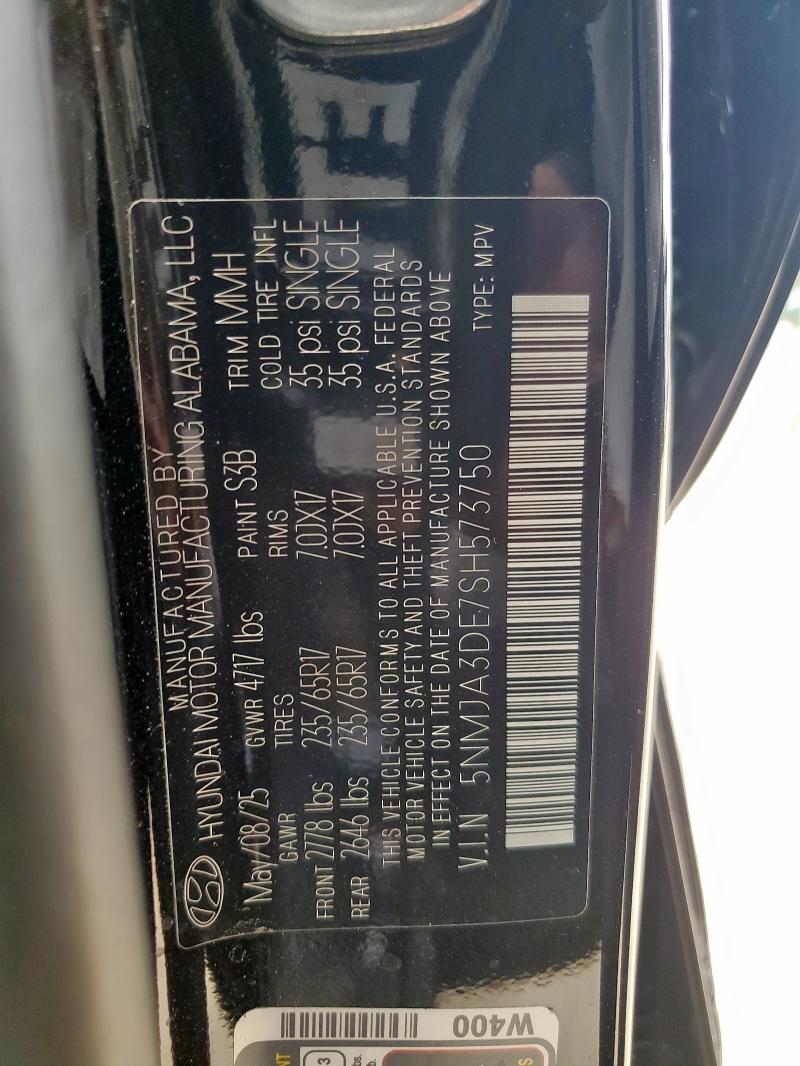 MANUFACTURED BY
HYUNDAI MOTOR MANUFACTURING ALABAMA, LLC
May/08/25 GVWR 4717 lbs PAINT S3B TRIM MMH
GAWR TIRES RIMS COLD TIRE INFL
FRONT 2778 lbs 235/65R17 7.0JX17 35 psi SINGLE
REAR 2646 lbs 235/65R17 7.0JX17 35 psi SINGLE
THIS VEHICLE CONFORMS TO ALL APPLICABLE U.S.A. FEDERAL
MOTOR VEHICLE SAFETY AND THEFT PREVENTION STANDARDS
IN EFFECT ON THE DATE OF MANUFACTURE SHOWN ABOVE
V.I.N 5NMJA3DE7SH573750 TYPE: MPV
W400
3